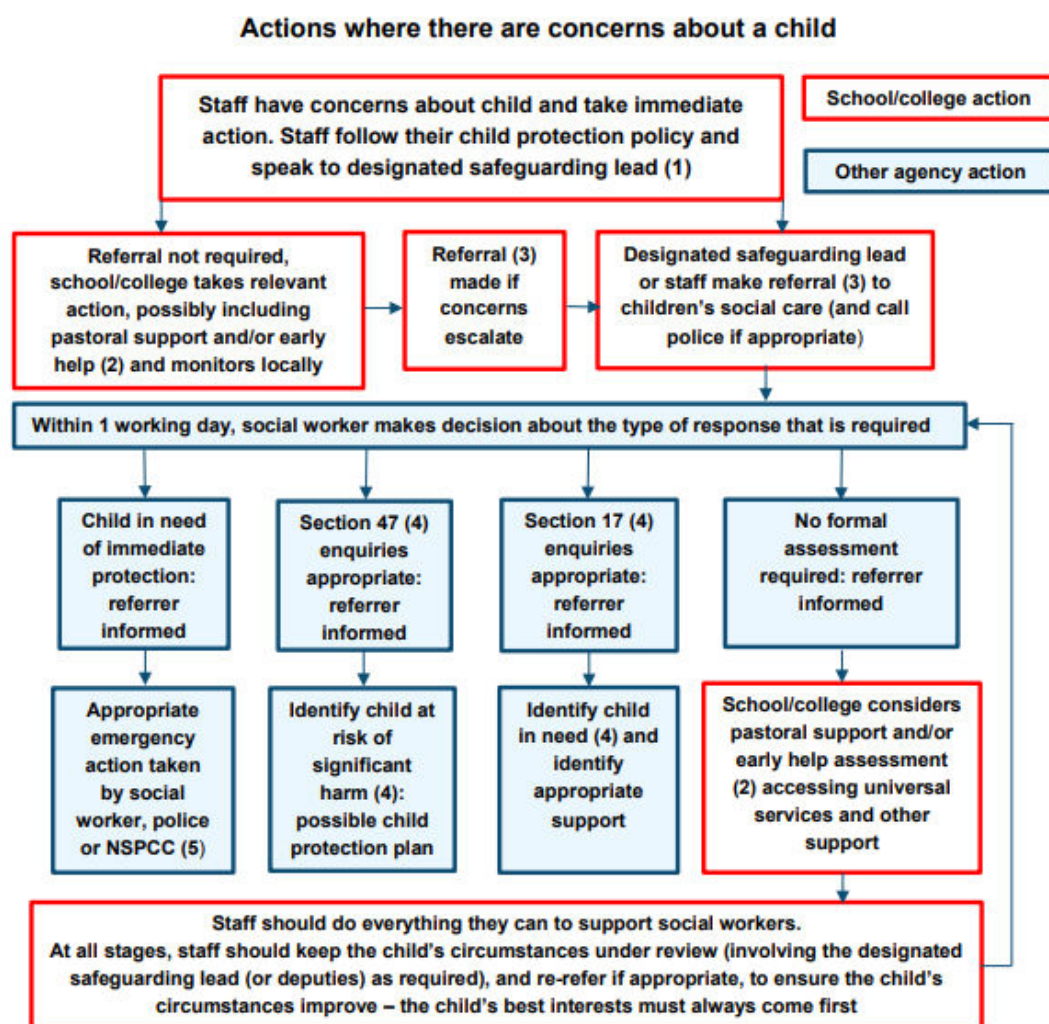 Actions where there are concerns about a child
Staff have concerns about child and take immediate
action. Staff follow their child protection policy and
speak to designated safeguarding lead (1)
School/college action
Other agency action
Referral not required,
school/college takes relevant
action, possibly including
pastoral support and/or early
help (2) and monitors locally
Referral (3)
made if
concerns
escalate
Designated safeguarding lead
or staff make referral (3) to
children's social care (and call
police if appropriate)
Within 1 working day, social worker makes decision about the type of response that is required
Child in need
of immediate
protection:
referrer
informed
Section 47 (4)
enquiries
appropriate:
referrer
informed
Section 17 (4)
enquiries
appropriate:
referrer
informed
No formal
assessment
required: referrer
informed
Appropriate
emergency
action taken
by social
worker, police
or NSPCC (5)
Identify child at
risk of
significant
harm (4):
possible child
protection plan
Identify child
in need (4) and
identify
appropriate
support
School/college considers
pastoral support and/or
early help assessment
(2) accessing universal
services and other
support
Staff should do everything they can to support social workers.
At all stages, staff should keep the child's circumstances under review (involving the designated
safeguarding lead (or deputies) as required), and re-refer if appropriate, to ensure the child's
circumstances improve – the child's best interests must always come first